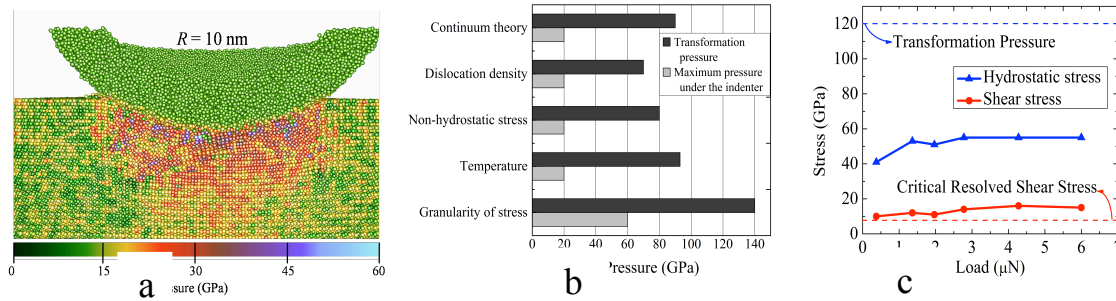 R = 10 nm
0 15 30 45 60
sure (GPa)
a
Continuum theory
Dislocation density
Non-hydrostatic stress
Temperature
Granularity of stress
Transformation
pressure
Maximum pressure
under the indenter
0 20 40 60 80 100 120 140
ressure (GPa)
b
Stress (GPa)
120
100
80
60
40
20
0
Transformation Pressure
Hydrostatic stress
Shear stress
Critical Resolved Shear Stress
0 1 2 3 4 5 6 7
Load (μN)
c